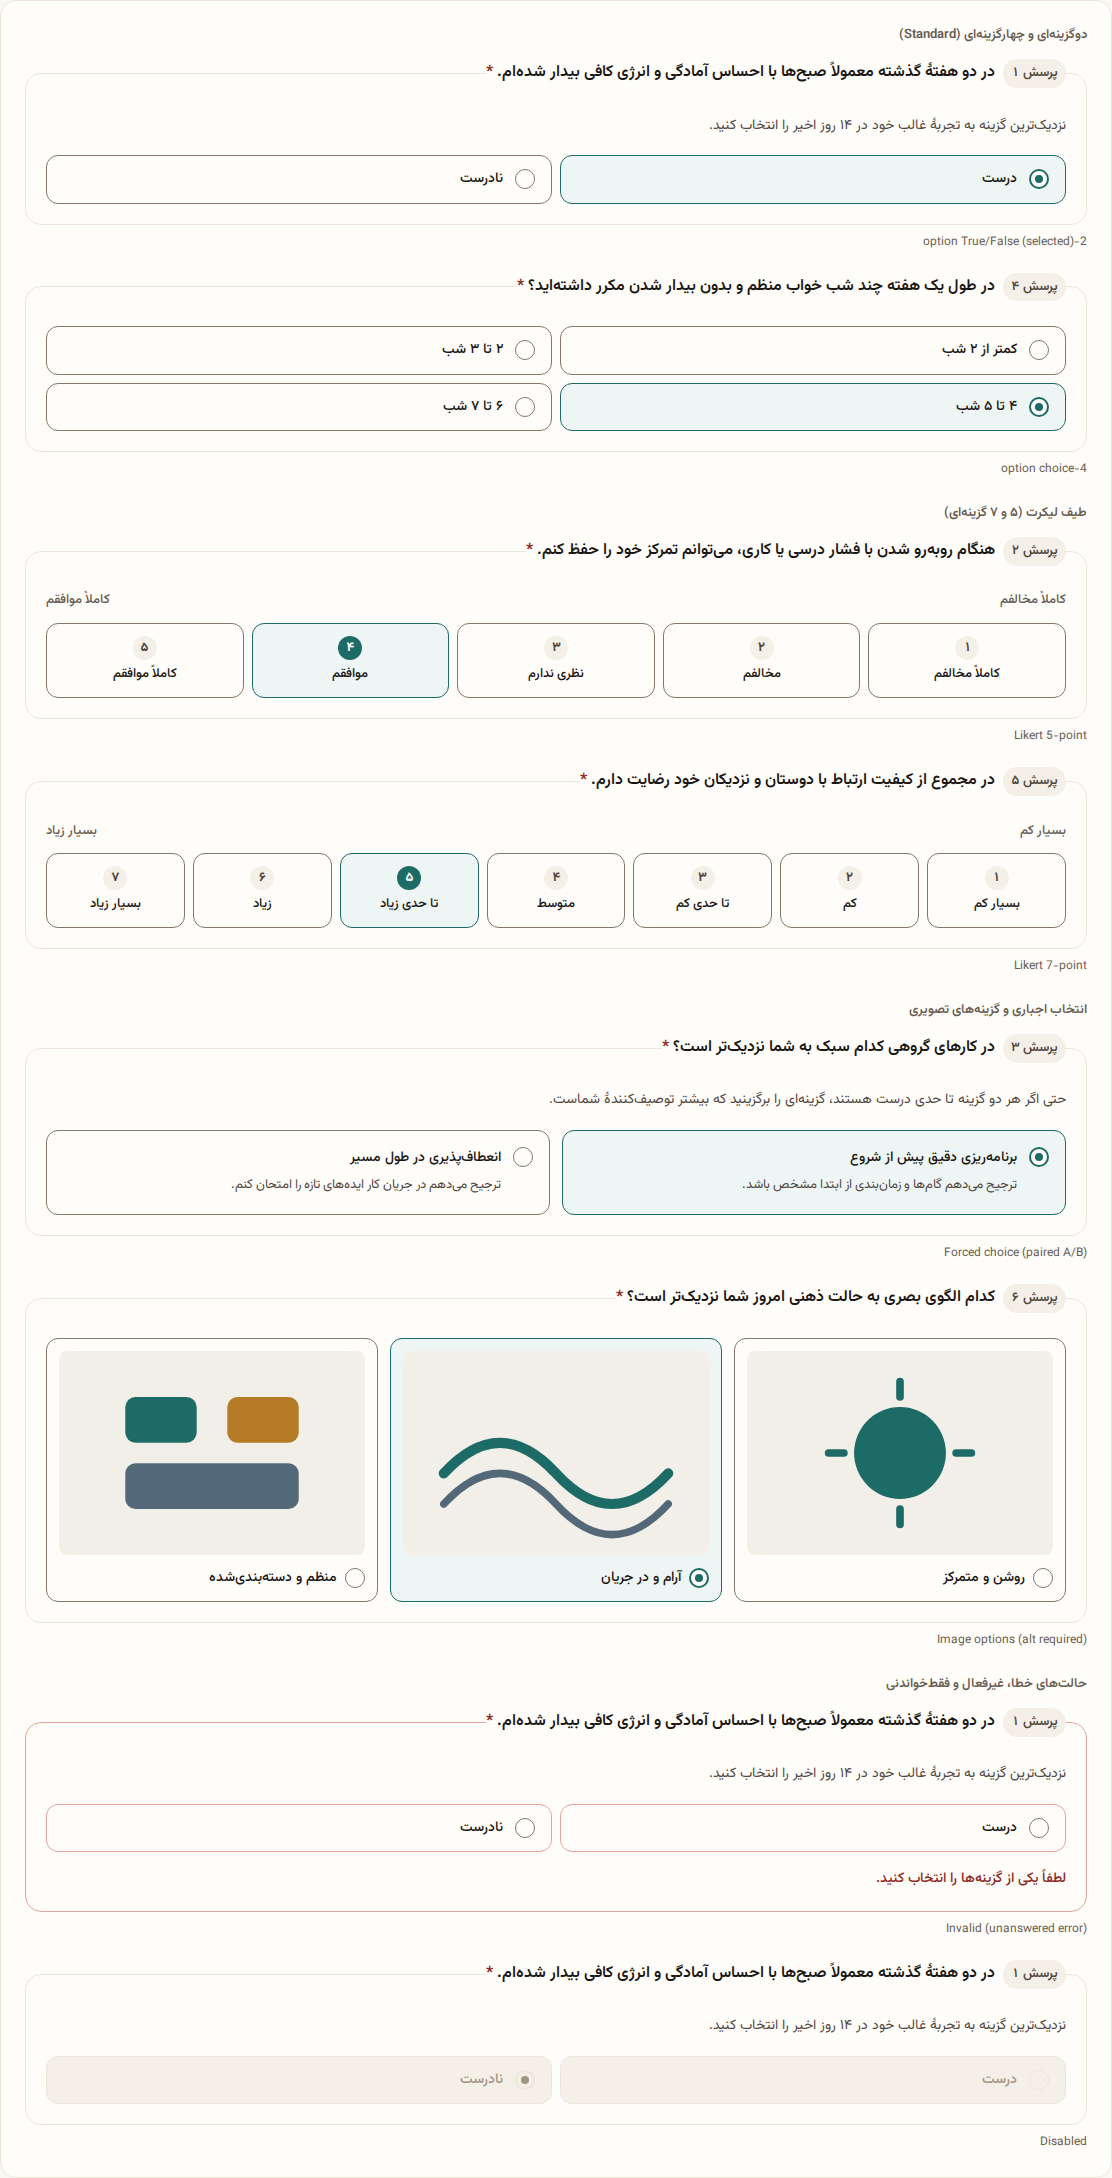 دوگزینه‌ای و چهارگزینه‌ای (Standard)
پرسش ۱ در دو هفتهٔ گذشته معمولاً صبح‌ها با احساس آمادگی و انرژی کافی بیدار شده‌ام. *
نزدیک‌ترین گزینه به تجربهٔ غالب خود در ۱۴ روز اخیر را انتخاب کنید.
درست نادرست
option True/False (selected)-2
پرسش ۴ در طول یک هفته چند شب خواب منظم و بدون بیدار شدن مکرر داشته‌اید؟ *
کمتر از ۲ شب ۲ تا ۳ شب
۴ تا ۵ شب ۶ تا ۷ شب
option choice-4
طیف لیکرت (۵ و ۷ گزینه‌ای)
پرسش ۲ هنگام روبه‌رو شدن با فشار درسی یا کاری، می‌توانم تمرکز خود را حفظ کنم. *
کاملاً مخالفم کاملاً موافقم
۱ ۲ ۳ ۴ ۵
کاملاً مخالفم مخالفم نظری ندارم موافقم کاملاً موافقم
Likert 5-point
پرسش ۵ در مجموع از کیفیت ارتباط با دوستان و نزدیکان خود رضایت دارم. *
بسیار کم بسیار زیاد
۱ ۲ ۳ ۴ ۵ ۶ ۷
بسیار کم کم تا حدی کم متوسط تا حدی زیاد زیاد بسیار زیاد
Likert 7-point
انتخاب اجباری و گزینه‌های تصویری
پرسش ۳ در کارهای گروهی کدام سبک به شما نزدیک‌تر است؟ *
حتی اگر هر دو گزینه تا حدی درست هستند، گزینه‌ای را برگزینید که بیشتر توصیف‌کنندهٔ شماست.
برنامه‌ریزی دقیق پیش از شروع انعطاف‌پذیری در طول مسیر
ترجیح می‌دهم گام‌ها و زمان‌بندی از ابتدا مشخص باشد. ترجیح می‌دهم در جریان کار ایده‌های تازه را امتحان کنم.
Forced choice (paired A/B)
پرسش ۶ کدام الگوی بصری به حالت ذهنی امروز شما نزدیک‌تر است؟ *
روشن و متمرکز آرام و در جریان منظم و دسته‌بندی‌شده
Image options (alt required)
حالت‌های خطا، غیرفعال و فقط‌خواندنی
پرسش ۱ در دو هفتهٔ گذشته معمولاً صبح‌ها با احساس آمادگی و انرژی کافی بیدار شده‌ام. *
نزدیک‌ترین گزینه به تجربهٔ غالب خود در ۱۴ روز اخیر را انتخاب کنید.
درست نادرست
لطفاً یکی از گزینه‌ها را انتخاب کنید.
Invalid (unanswered error)
پرسش ۱ در دو هفتهٔ گذشته معمولاً صبح‌ها با احساس آمادگی و انرژی کافی بیدار شده‌ام. *
نزدیک‌ترین گزینه به تجربهٔ غالب خود در ۱۴ روز اخیر را انتخاب کنید.
درست نادرست
Disabled